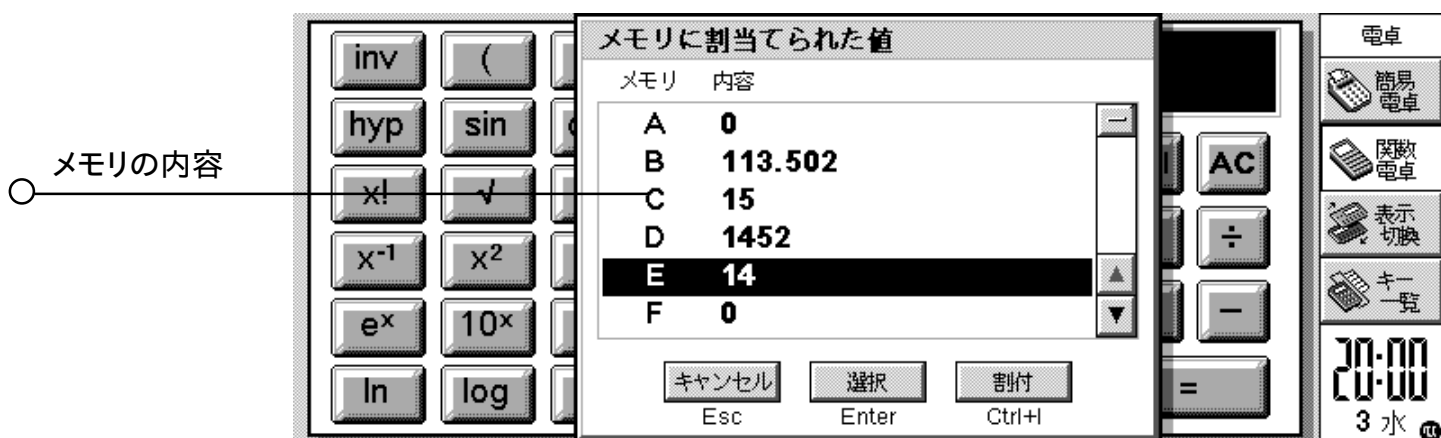 メモリの内容
inv
(
hyp
sin
x!
√
x⁻¹
x²
eˣ
10ˣ
ln
log
メモリに割当てられた値
メモリ 内容
A 0
B 113.502
C 15
D 1452
E 14
F 0
キャンセル 選択 割付
Esc Enter Ctrl+I
AC
÷
−
=
電卓
簡易
電卓
関数
電卓
表示
切換
キー
一覧
20:00
3 水